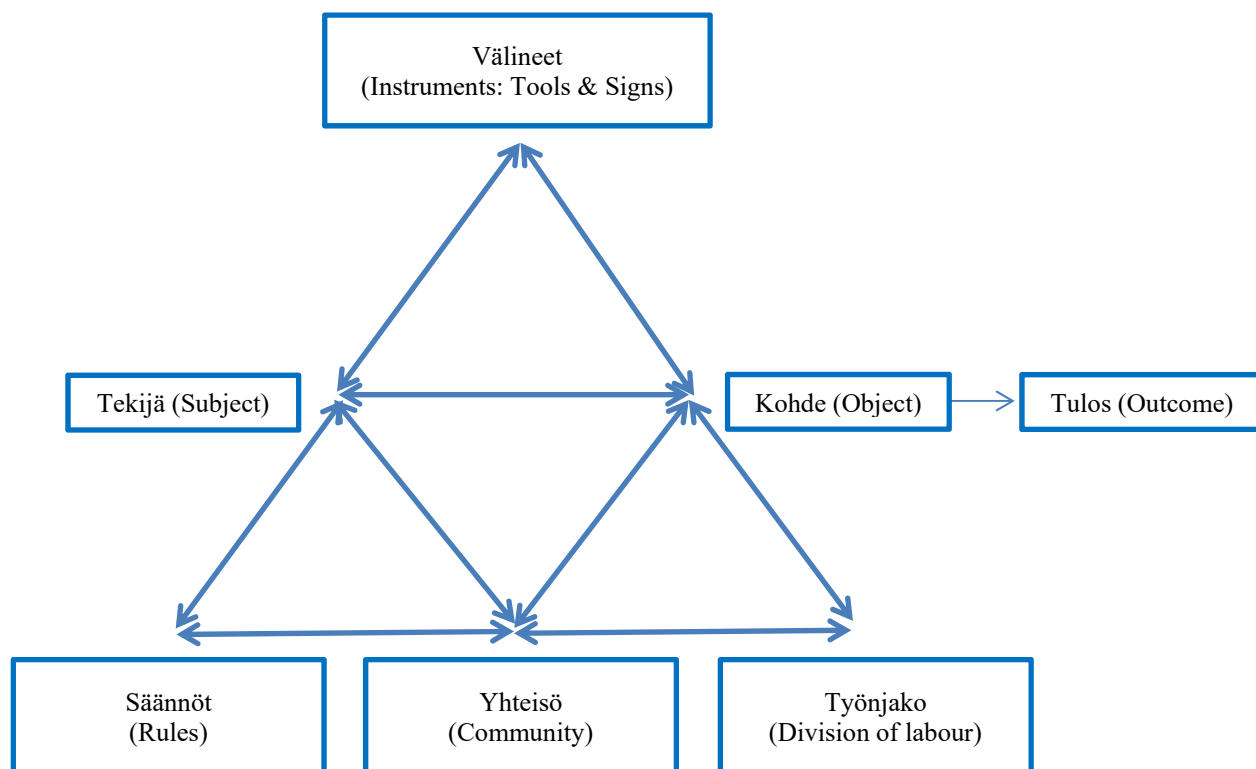 Välineet
(Instruments: Tools & Signs)
Tekijä (Subject)
Kohde (Object)
Tulos (Outcome)
Säännöt
(Rules)
Yhteisö
(Community)
Työnjako
(Division of labour)